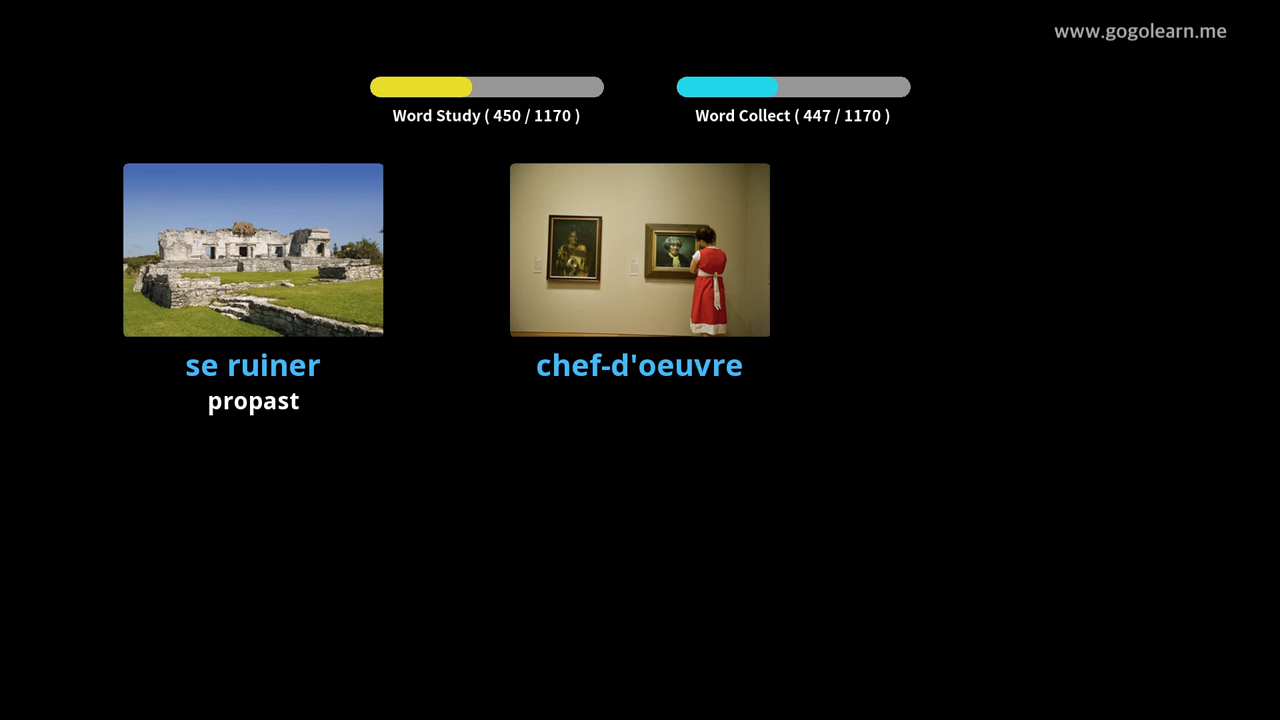 www.gogolearn.me
Word Study ( 450 / 1170 )
Word Collect ( 447 / 1170 )
se ruiner
propast
chef-d'oeuvre